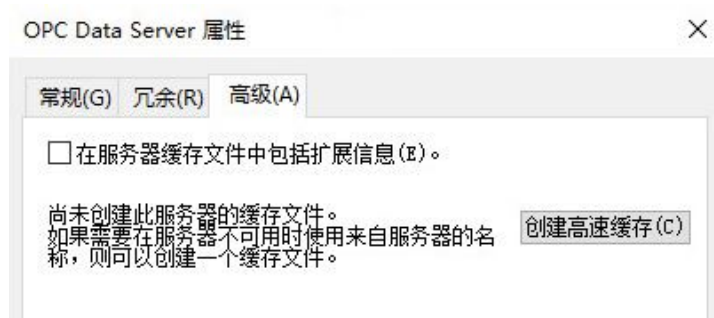 OPC Data Server 属性
常规(G) 冗余(R) 高级(A)
在服务器缓存文件中包括扩展信息(E)。
尚未创建此服务器的缓存文件。
如果需要在服务器不可用时使用来自服务器的名
称，则可以创建一个缓存文件。
创建高速缓存(C)